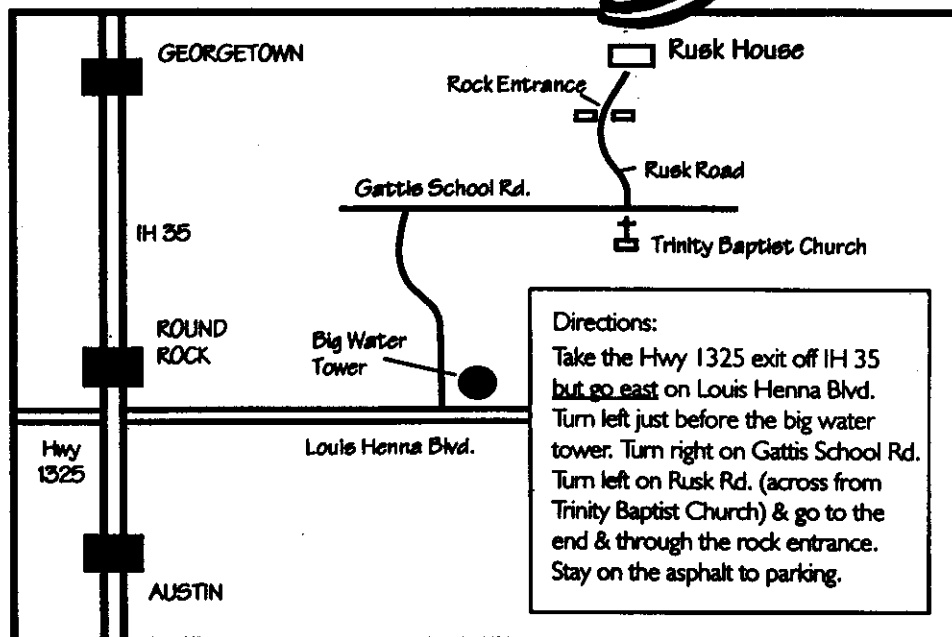 GEORGETOWN
Rusk House
Rock Entrance
Rusk Road
Gattis School Rd.
IH 35
Trinity Baptist Church
ROUND
ROCK
Big Water
Tower
Hwy
1325
Louis Henna Blvd.
AUSTIN
Directions:
Take the Hwy 1325 exit off IH 35
but go east on Louis Henna Blvd.
Turn left just before the big water
tower. Turn right on Gattis School Rd.
Turn left on Rusk Rd. (across from
Trinity Baptist Church) & go to the
end & through the rock entrance.
Stay on the asphalt to parking.